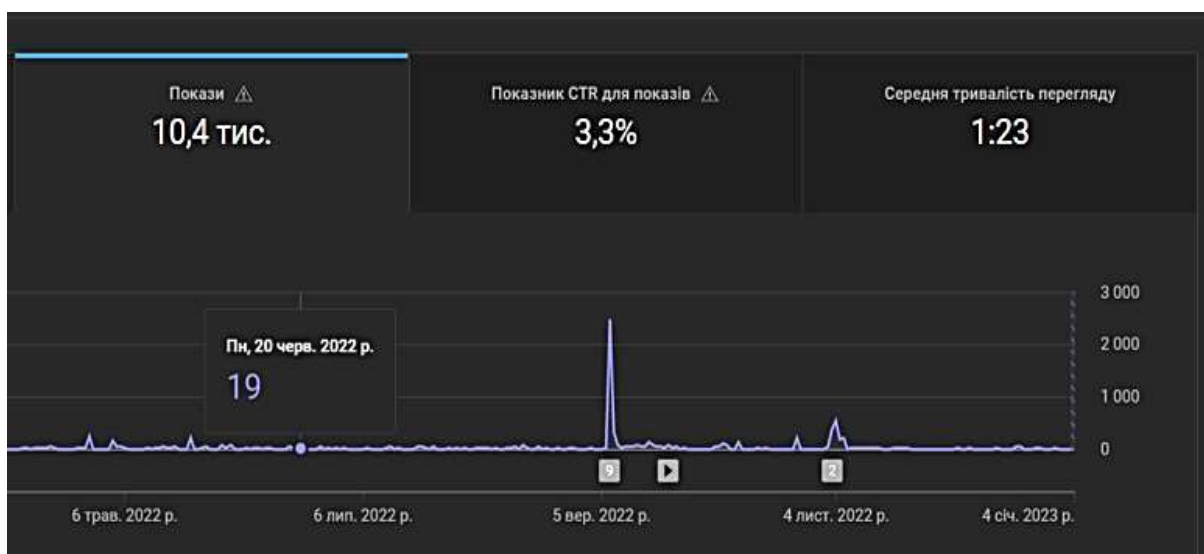 Покази
Показник CTR для показів
Середня тривалість перегляду
10,4 тис.
3,3%
1:23
3 000
Пн, 20 черв. 2022 р.
2 000
19
1 000
0
9
2
6 трав. 2022 р.
6 лип. 2022 р.
5 вер. 2022 р.
4 лист. 2022 р.
4 січ. 2023 р.